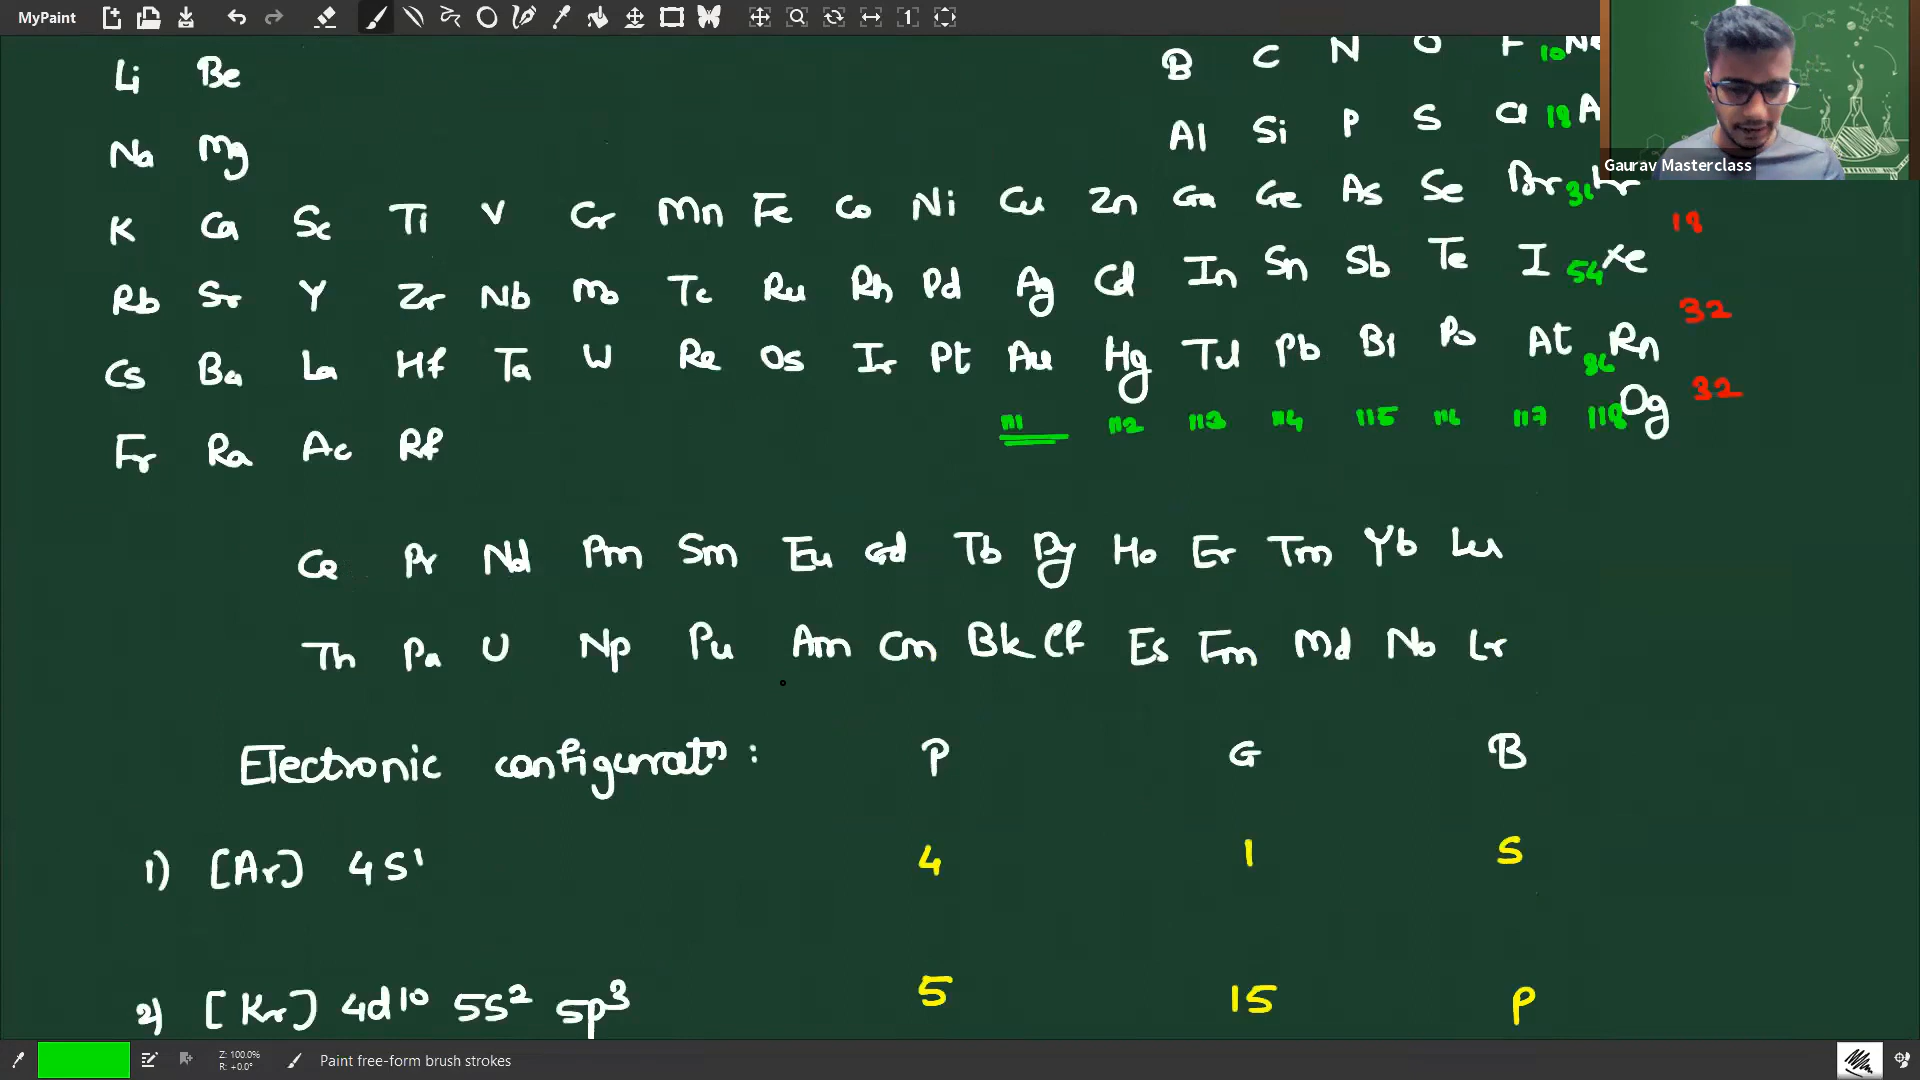 MyPaint
Li Be B C N O F 10 Ne
Na Mg Al Si P S Cl 18 A
Gaurav Masterclass
K Ca Sc Ti V Cr Mn Fe Co Ni Cu Zn Ga Ge As Se Br 36 Kr 18
Rb Sr Y Zr Nb Mo Tc Ru Rh Pd Ag Cd In Sn Sb Te I 54 Xe 32
Cs Ba La Hf Ta W Re Os Ir Pt Au Hg Tl Pb Bi Po At 86 Rn
111 112 113 114 115 116 117 118 Og 32
Fr Ra Ac Rf
Ce Pr Nd Pm Sm Eu Gd Tb Dy Ho Er Tm Yb Lu
Th Pa U Np Pu Am Cm Bk Cf Es Fm Md No Lr
Electronic configuratⁿ : P G B
1) [Ar] 4s¹ 4 1 S
2) [Kr] 4d¹⁰ 5s² 5p³ 5 15 P
Z: 100.0%
R: +0.0°
Paint free-form brush strokes